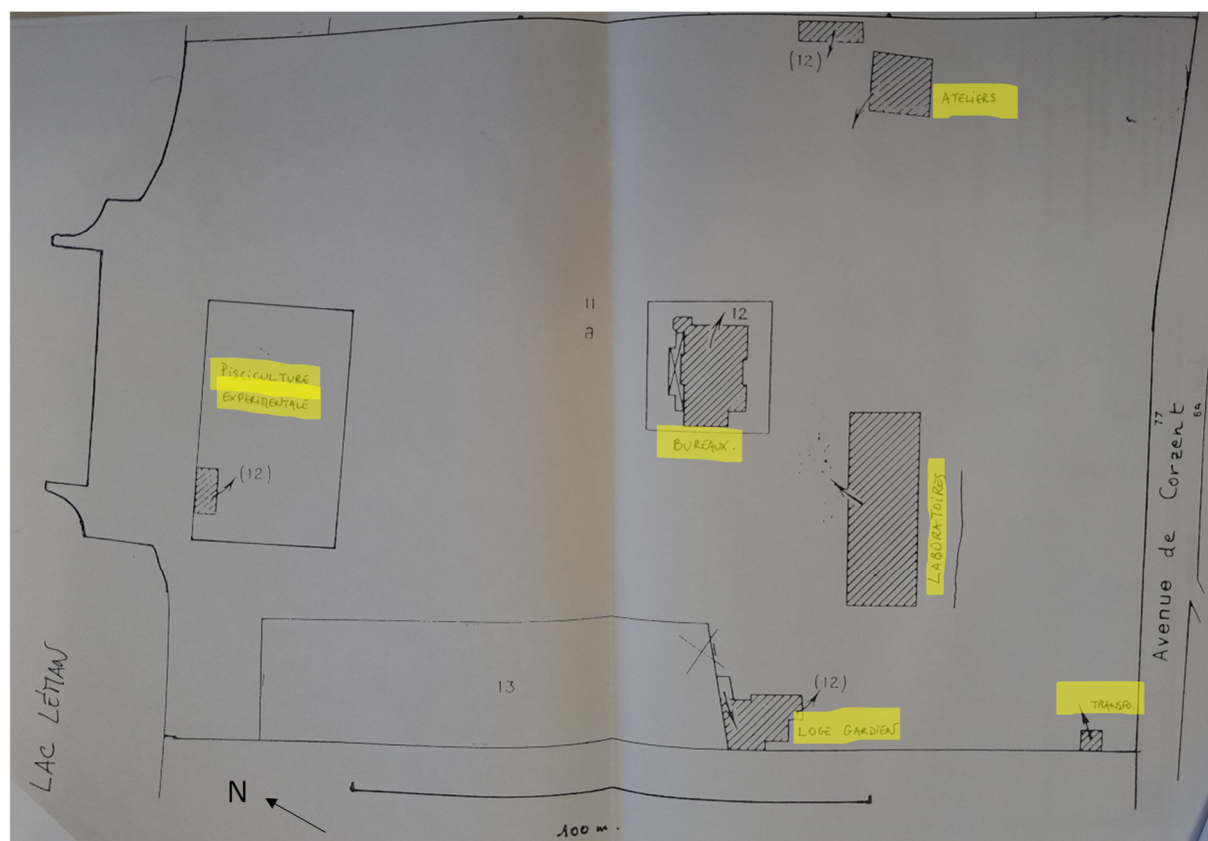 (12)
ATELIERS
11
a
12
PISCICULTURE
EXPERIMENTALE
BUREAUX.
(12)
LABORATOIRES
77
64
Avenue de Corzent
LAC LÉMAN
13
(12)
LOGE GARDIEN
TRANSFO.
N
100 m.